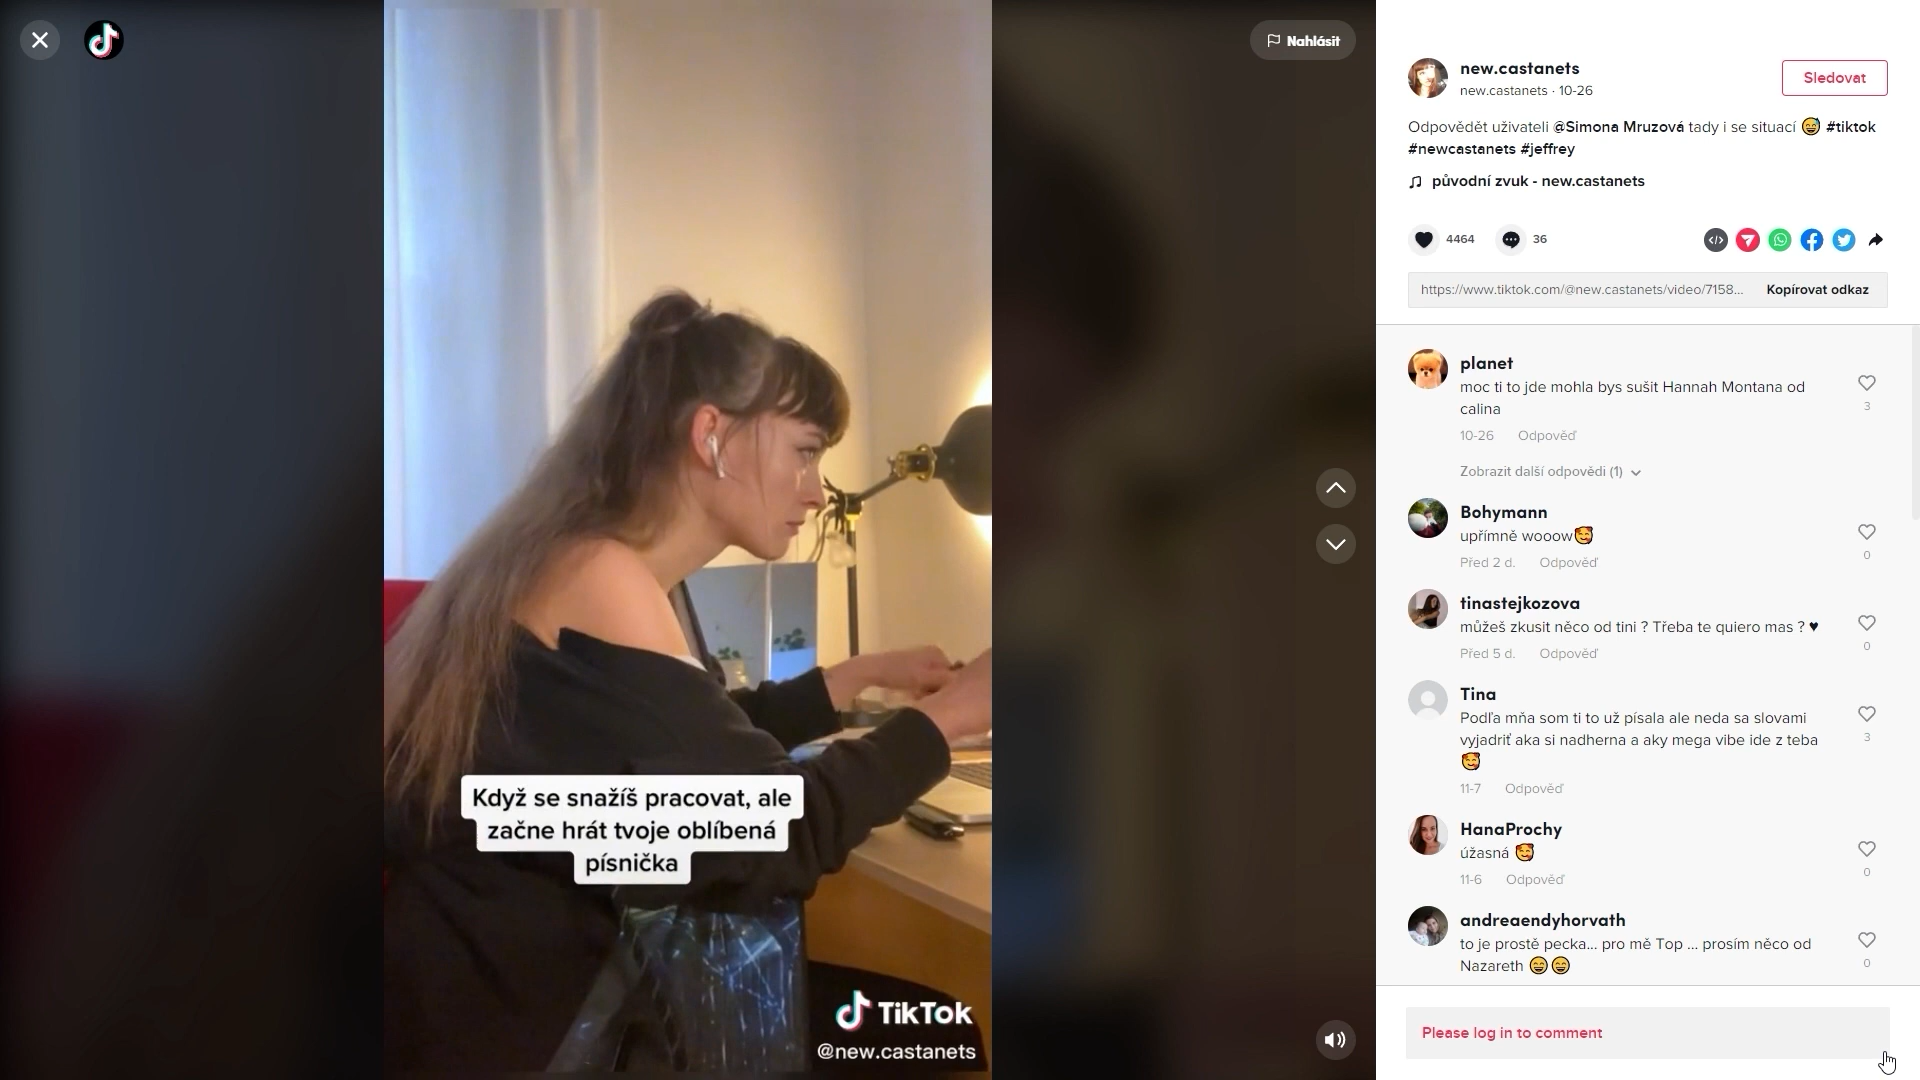 Nahlásit
Když se snažíš pracovat, ale
začne hrát tvoje oblíbená
písnička
TikTok
@new.castanets
new.castanets
new.castanets · 10-26
Sledovat
Odpovědět uživateli @Simona Mruzová tady i se situací 😅 #tiktok
#newcastanets #jeffrey
původní zvuk - new.castanets
4464
36
https://www.tiktok.com/@new.castanets/video/7158...
Kopírovat odkaz
planet
moc ti to jde mohla bys sušit Hannah Montana od
calina
3
10-26 Odpověď
Zobrazit další odpovědi (1)
Bohymann
upřímně wooow🥰
0
Před 2 d. Odpověď
tinastejkozova
můžeš zkusit něco od tini ? Třeba te quiero mas ? ♥
0
Před 5 d. Odpověď
Tina
Podľa mňa som ti to už písala ale neda sa slovami
vyjadriť aka si nadherna a aky mega vibe ide z teba
🥰
3
11-7 Odpověď
HanaProchy
úžasná 🥰
0
11-6 Odpověď
andreaendyhorvath
to je prostě pecka... pro mě Top ... prosím něco od
Nazareth 😄😄
0
Please log in to comment